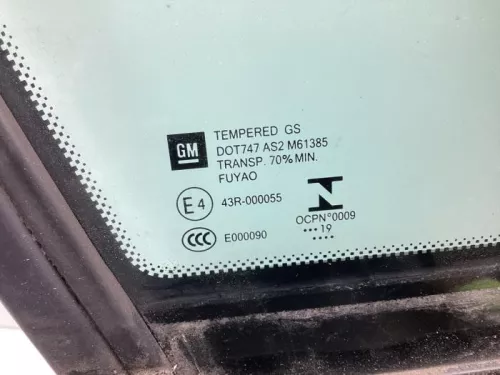 GM
TEMPERED GS
DOT747 AS2 M61385
TRANSP. 70% MIN.
FUYAO
E4 43R-000055
CCC E000090
OCPN°0009
•••19
••••